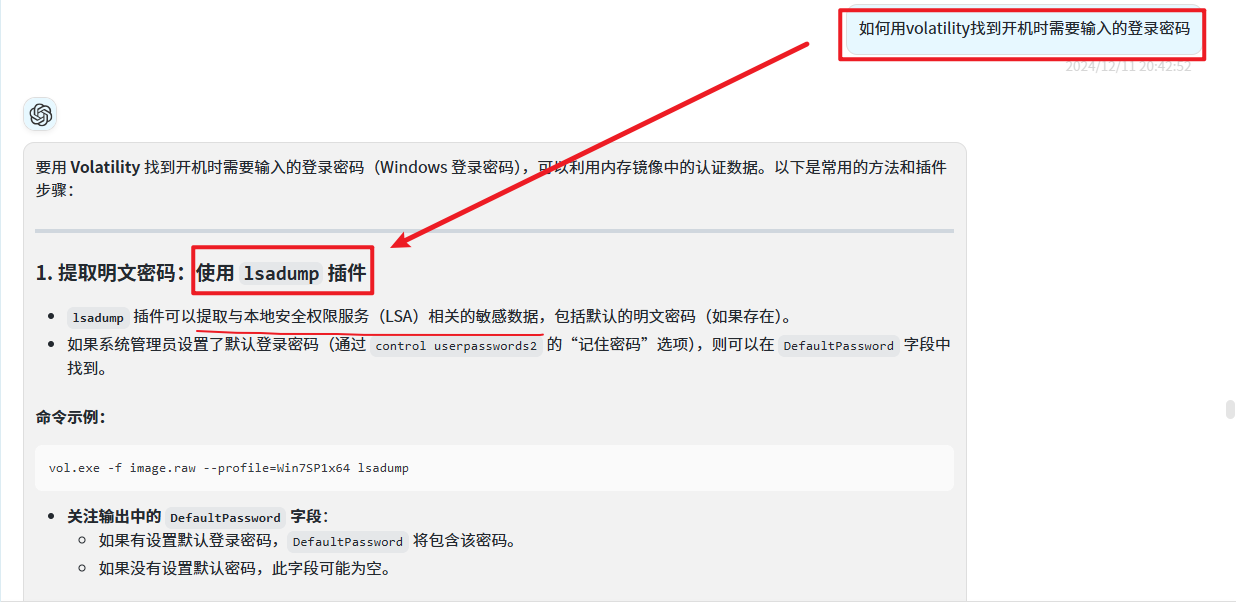 如何用volatility找到开机时需要输入的登录密码
2024/12/11 20:42:52
要用 Volatility 找到开机时需要输入的登录密码（Windows 登录密码），可以利用内存镜像中的认证数据。以下是常用的方法和插件
步骤：
1. 提取明文密码：使用 lsadump 插件
• lsadump 插件可以提取与本地安全权限服务（LSA）相关的敏感数据，包括默认的明文密码（如果存在）。
• 如果系统管理员设置了默认登录密码（通过 control userpasswords2 的“记住密码”选项），则可以在 DefaultPassword 字段中
找到。
命令示例：
vol.exe -f image.raw --profile=Win7SP1x64 lsadump
• 关注输出中的 DefaultPassword 字段：
○ 如果有设置默认登录密码，DefaultPassword 将包含该密码。
○ 如果没有设置默认密码，此字段可能为空。